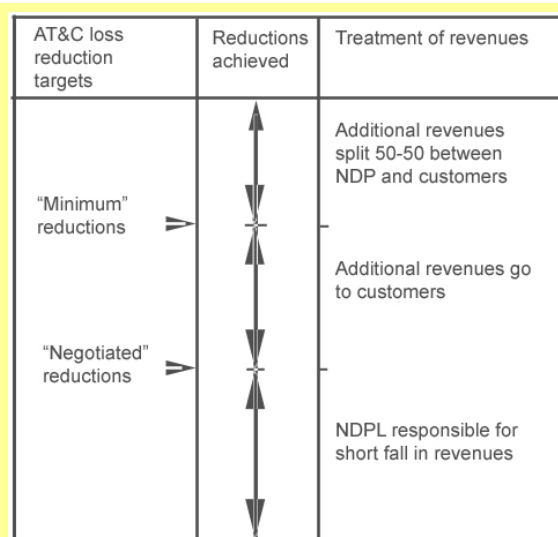 AT&C loss
reduction
targets
Reductions
achieved
Treatment of revenues
Additional revenues
split 50-50 between
NDP and customers
“Minimum”
reductions
Additional revenues go
to customers
“Negotiated”
reductions
NDPL responsible for
short fall in revenues